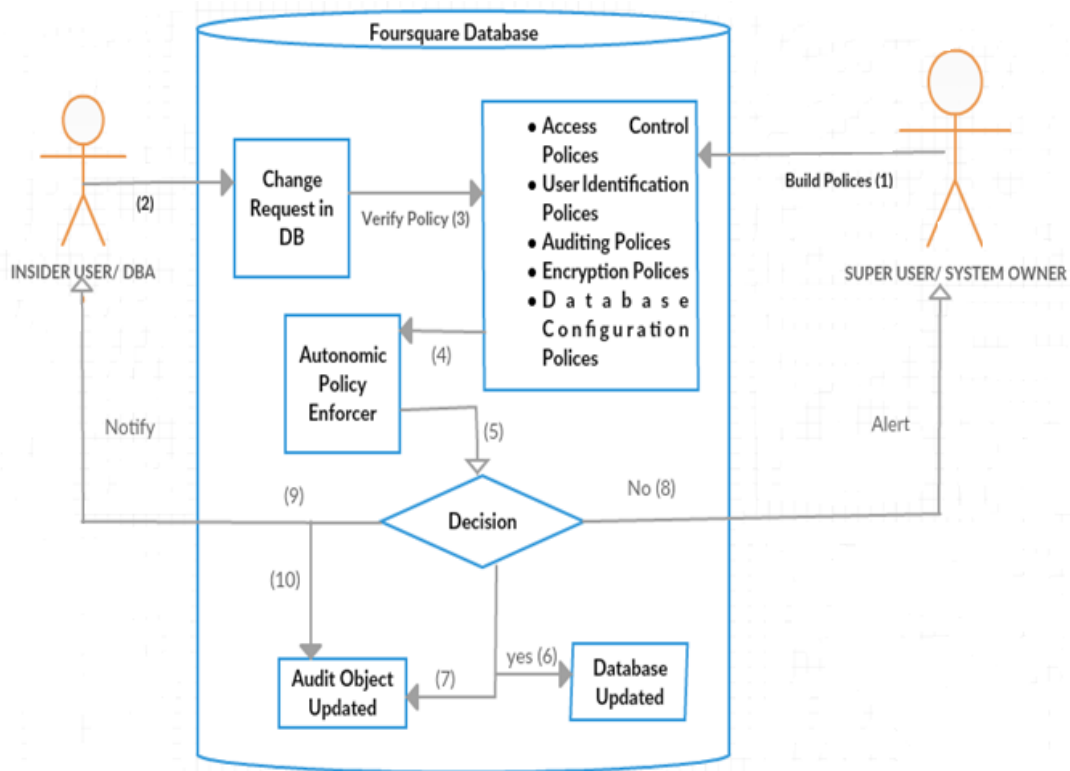 Foursquare Database
Access Control
Polices
User Identification
Polices
Auditing Polices
Encryption Polices
Database
Configuration
Polices
Change
Request in
DB
(2)
Verify Policy (3)
Build Polices (1)
INSIDER USER/ DBA
SUPER USER/ SYSTEM OWNER
Autonomic
Policy
Enforcer
(4)
(5)
Notify
Alert
(9)
Decision
No (8)
(10)
yes (6)
(7)
Audit Object
Updated
Database
Updated